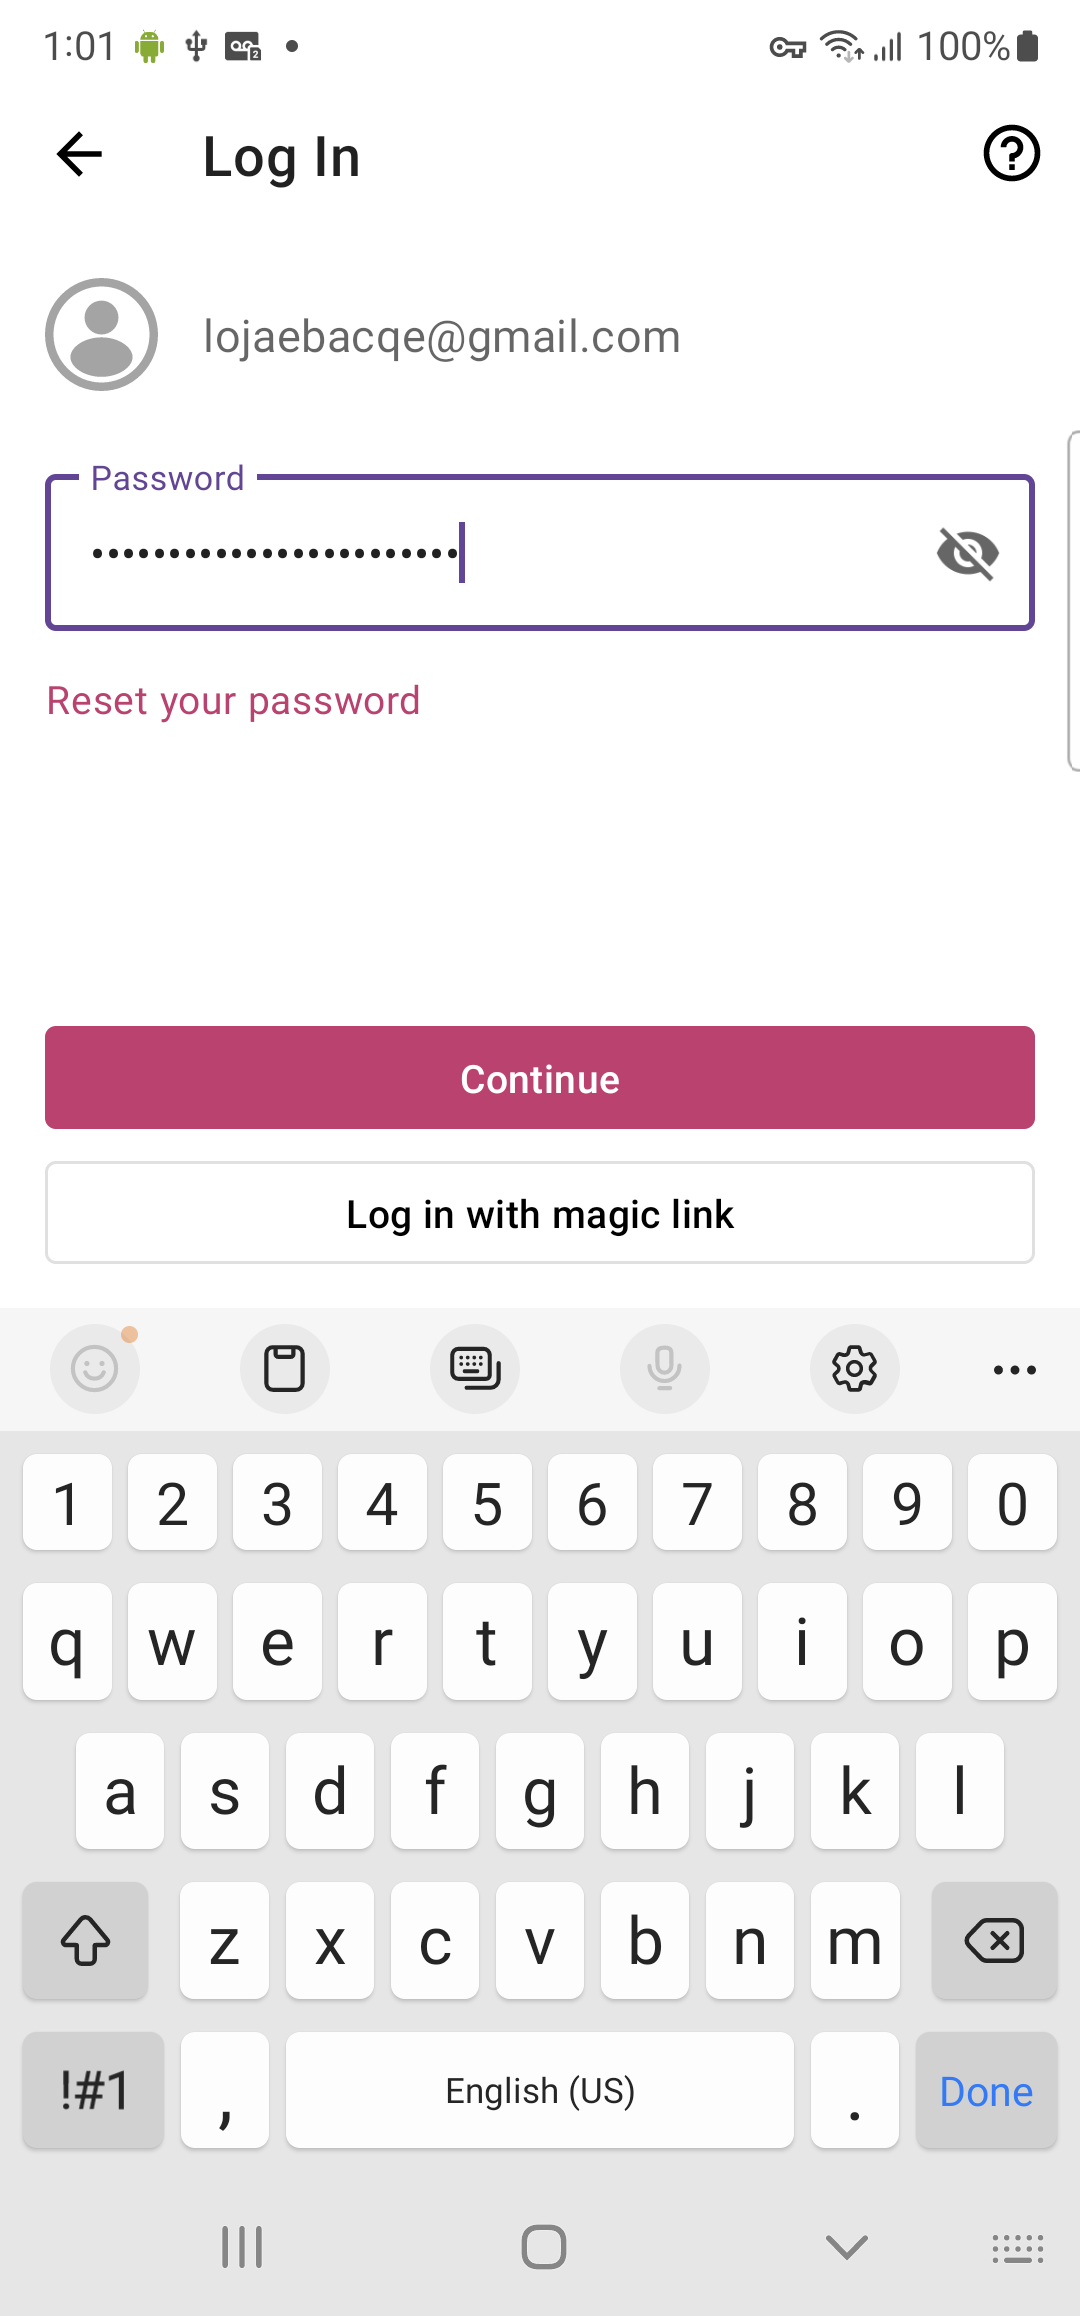 1:01
2
100%
Log In
lojaebacqe@gmail.com
Password
••••••••••••••••••••••••
Reset your password
Continue
Log in with magic link
1 2 3 4 5 6 7 8 9 0
q w e r t y u i o p
a s d f g h j k l
z x c v b n m
!#1 , English (US) . Done